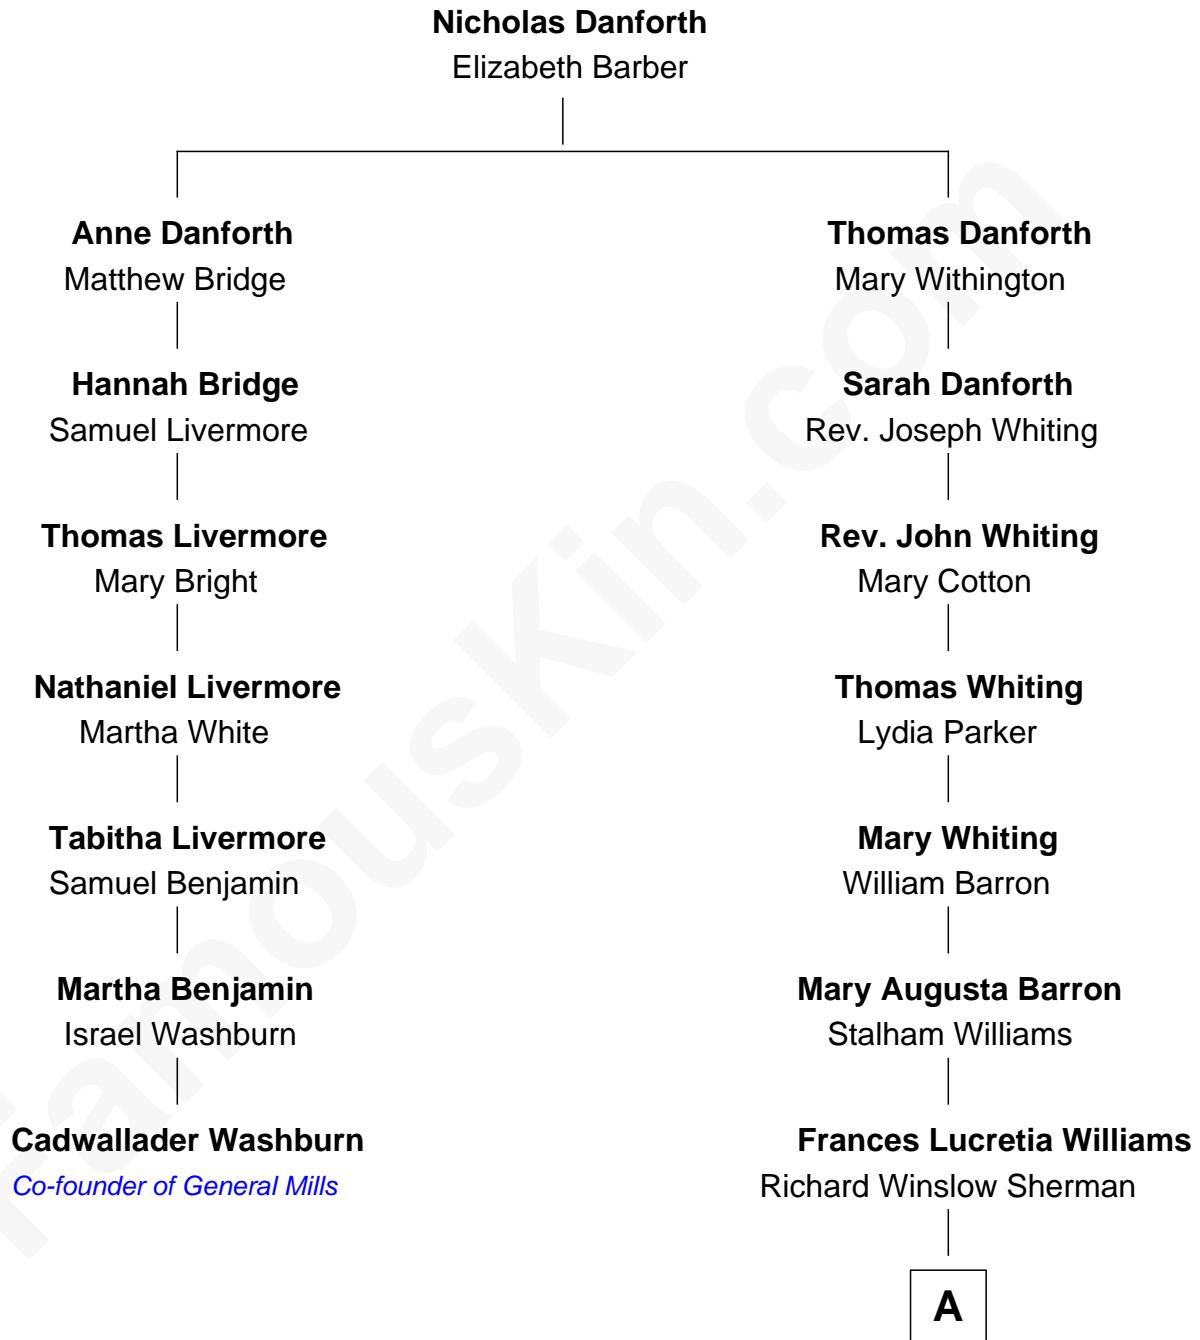 Nicholas Danforth
Elizabeth Barber
Anne Danforth
Matthew Bridge
Thomas Danforth
Mary Withington
Hannah Bridge
Samuel Livermore
Sarah Danforth
Rev. Joseph Whiting
Thomas Livermore
Mary Bright
Rev. John Whiting
Mary Cotton
Nathaniel Livermore
Martha White
Thomas Whiting
Lydia Parker
Tabitha Livermore
Samuel Benjamin
Mary Whiting
William Barron
Martha Benjamin
Israel Washburn
Mary Augusta Barron
Stalham Williams
Cadwallader Washburn
Co-founder of General Mills
Frances Lucretia Williams
Richard Winslow Sherman
A
FamousKin.com